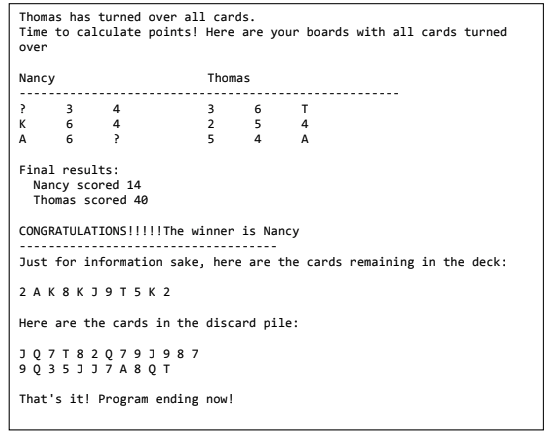 Thomas has turned over all cards.
Time to calculate points! Here are your boards with all cards turned
over
Nancy Thomas
----------------------------------------------------
? 3 4 3 6 T
K 6 4 2 5 4
A 6 ? 5 4 A
Final results:
Nancy scored 14
Thomas scored 40
CONGRATULATIONS!!!!!The winner is Nancy
-----------------------------------
Just for information sake, here are the cards remaining in the deck:
2 A K 8 K J 9 T 5 K 2
Here are the cards in the discard pile:
J Q 7 T 8 2 Q 7 9 J 9 8 7
9 Q 3 5 J J 7 A 8 Q T
That's it! Program ending now!